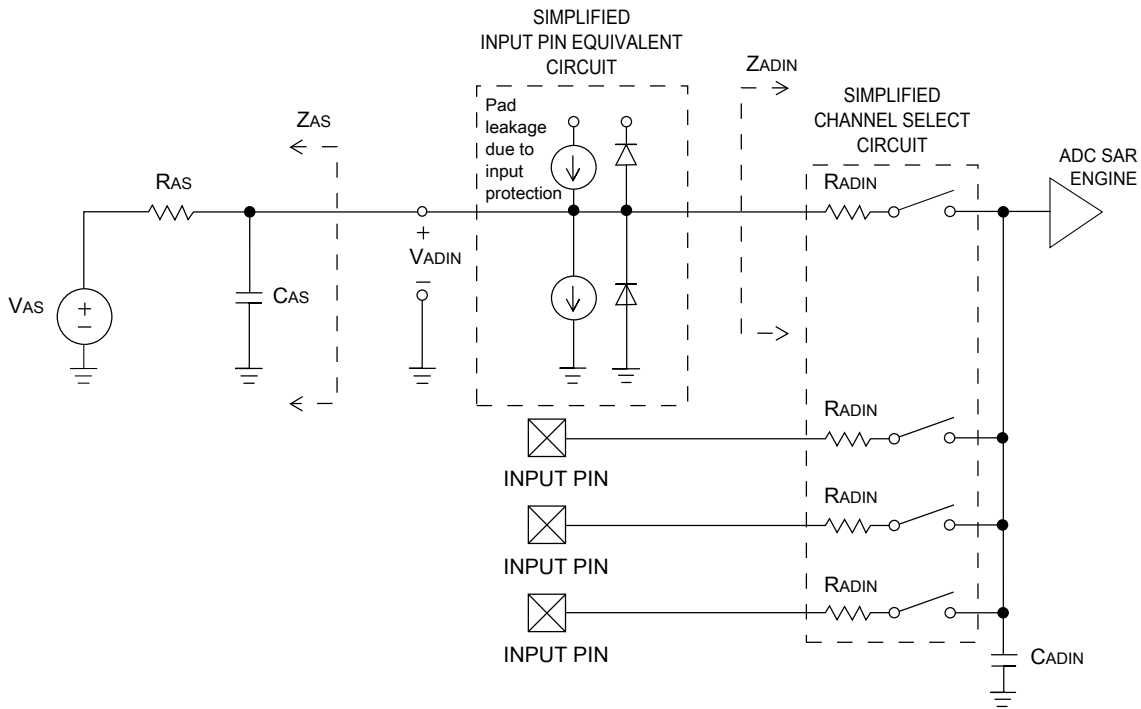 SIMPLIFIED
INPUT PIN EQUIVALENT
CIRCUIT
Pad
leakage
due to
input
protection
ZADIN
SIMPLIFIED
CHANNEL SELECT
CIRCUIT
ADC SAR
ENGINE
ZAS
RAS
RADIN
+
VADIN
–
VAS
+
–
CAS
RADIN
INPUT PIN
RADIN
INPUT PIN
RADIN
INPUT PIN
CADIN